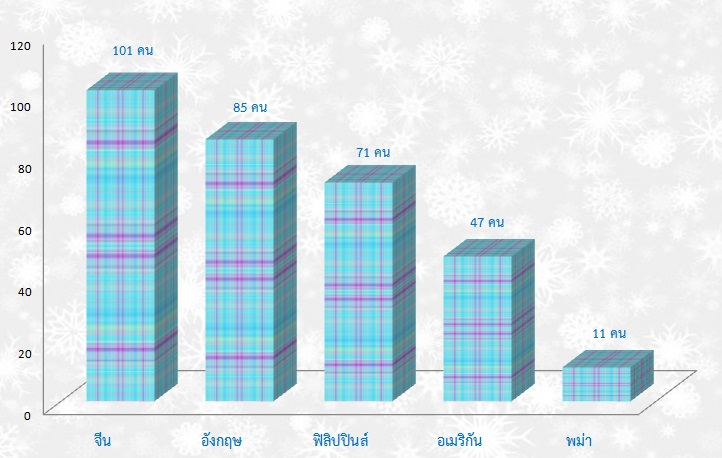 120
101 คน
100
85 คน
80
71 คน
60
47 คน
40
11 คน
20
0
จีน
อังกฤษ
ฟิลิปปินส์
อเมริกัน
พม่า